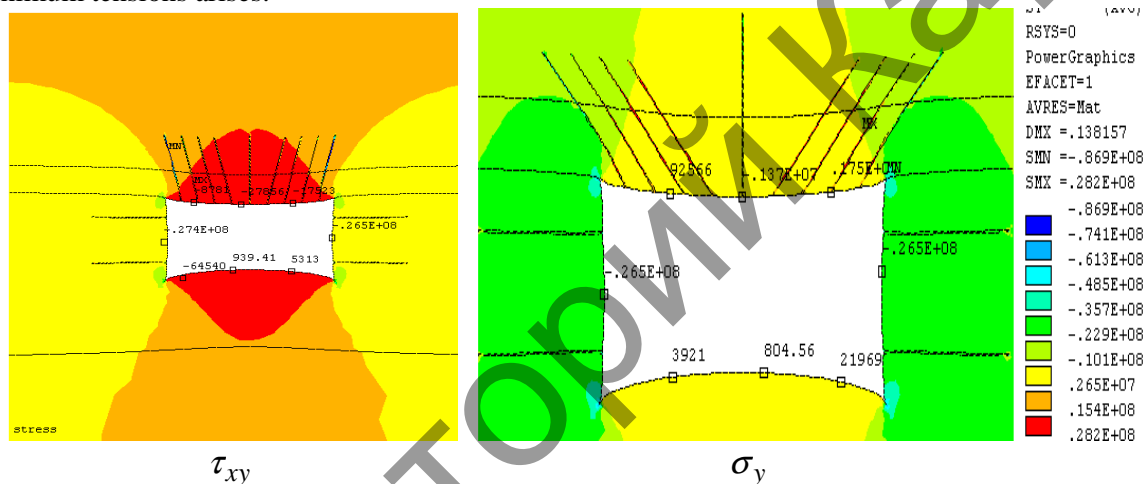 RSYS=0
PowerGraphics
EFACET=1
AVRES=Mat
DMX =.138157
SMN =-.869E+08
SMX =.282E+08
-.869E+08
-.741E+08
-.613E+08
-.485E+08
-.357E+08
-.229E+08
-.101E+08
.265E+07
.154E+08
.282E+08
MN
MX
-8761
-.274E+08
-.265E+08
-64540
939.41
5313
stress
MX
92566
-.137E+07
.175E+0
MN
-.265E+08
-.265E+08
3921
804.56
21969
τxy
σy